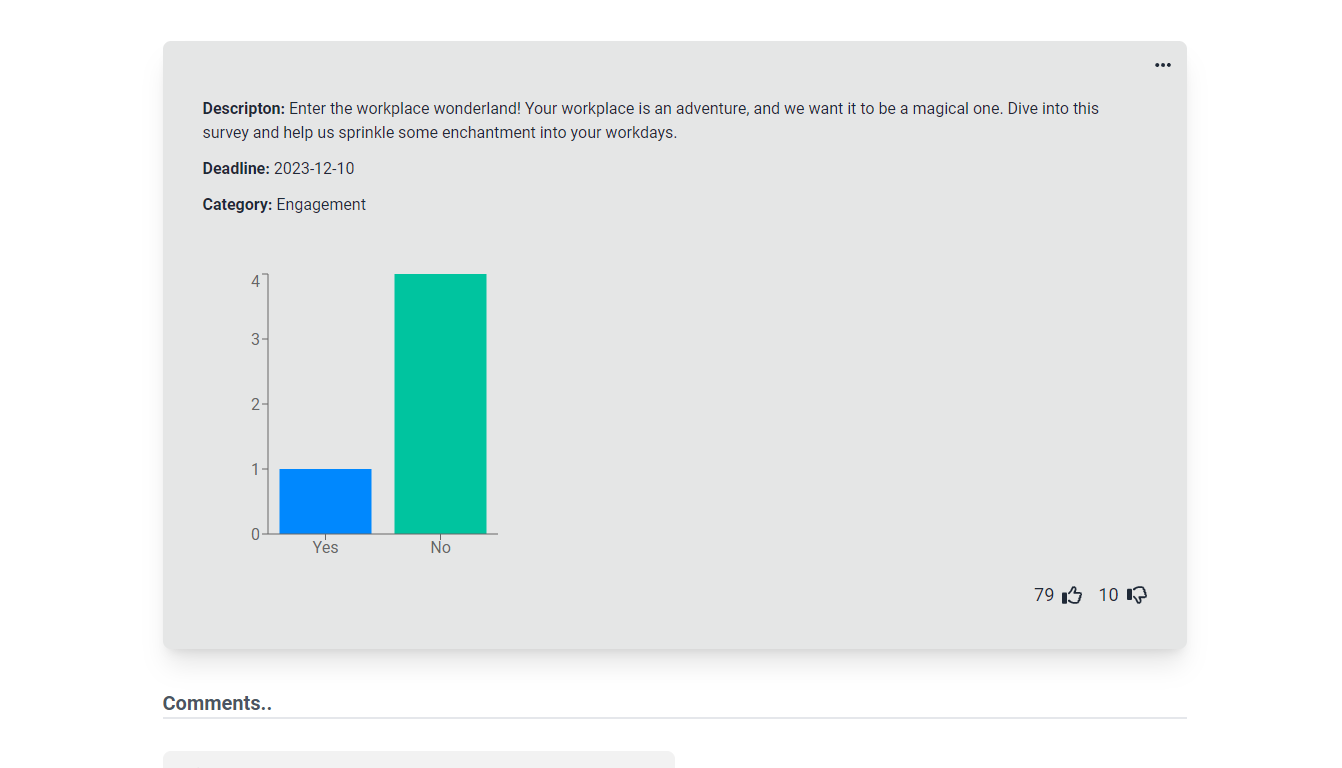 Descripton: Enter the workplace wonderland! Your workplace is an adventure, and we want it to be a magical one. Dive into this
survey and help us sprinkle some enchantment into your workdays.
Deadline: 2023-12-10
Category: Engagement
4
3
2
1
0
Yes No
79 10
Comments..